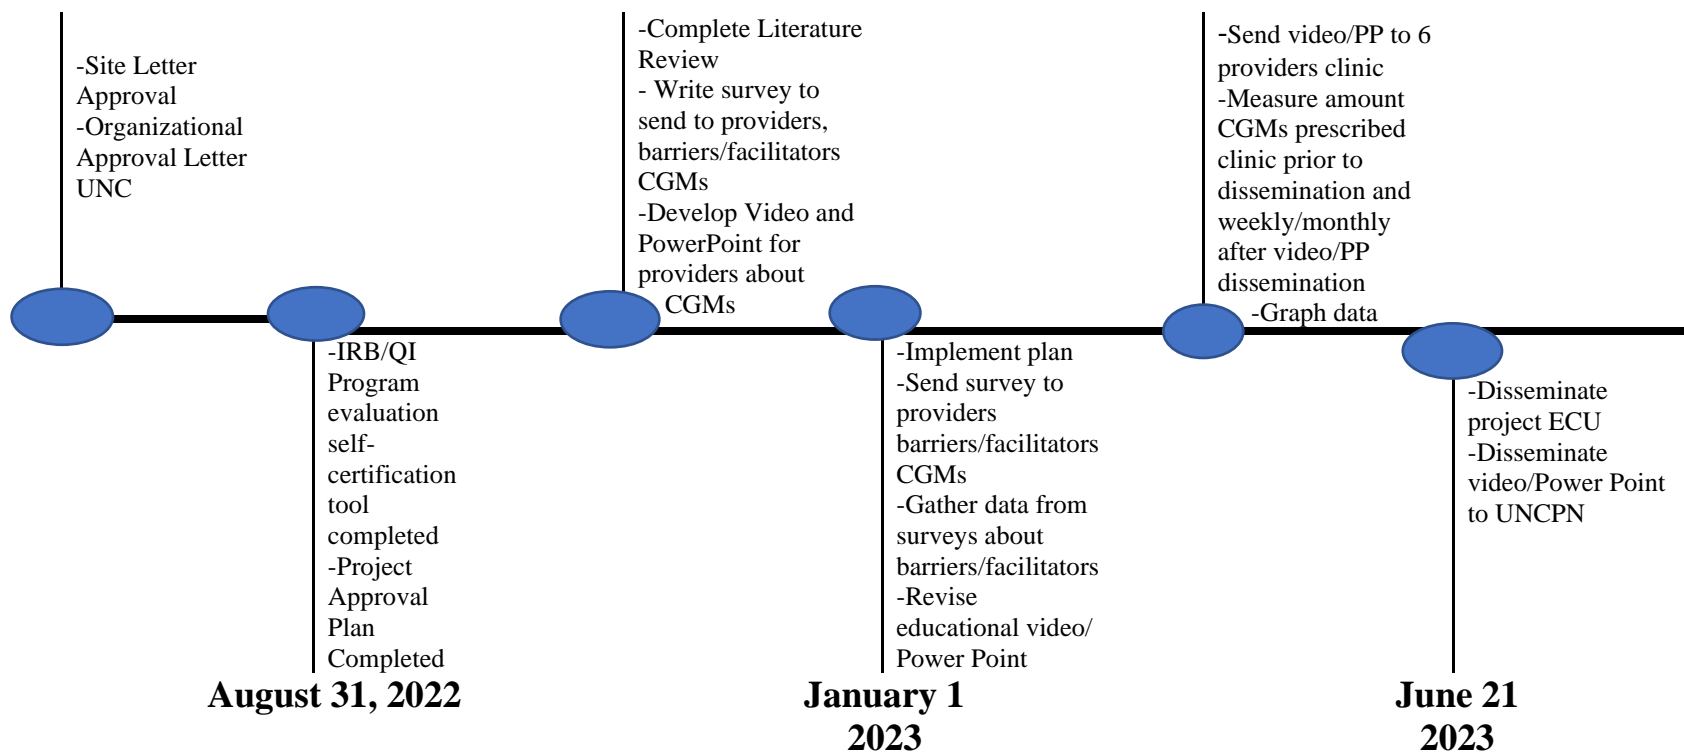 -Site Letter
Approval
-Organizational
Approval Letter
UNC
-IRB/QI
Program
evaluation
self-
certification
tool
completed
-Project
Approval
Plan
Completed
August 31, 2022
-Complete Literature
Review
- Write survey to
send to providers,
barriers/facilitators
CGMs
-Develop Video and
PowerPoint for
providers about
CGMs
-Implement plan
-Send survey to
providers
barriers/facilitators
CGMs
-Gather data from
surveys about
barriers/facilitators
-Revise
educational video/
Power Point
January 1
2023
-Send video/PP to 6
providers clinic
-Measure amount
CGMs prescribed
clinic prior to
dissemination and
weekly/monthly
after video/PP
dissemination
-Graph data
-Disseminate
project ECU
-Disseminate
video/Power Point
to UNCPN
June 21
2023